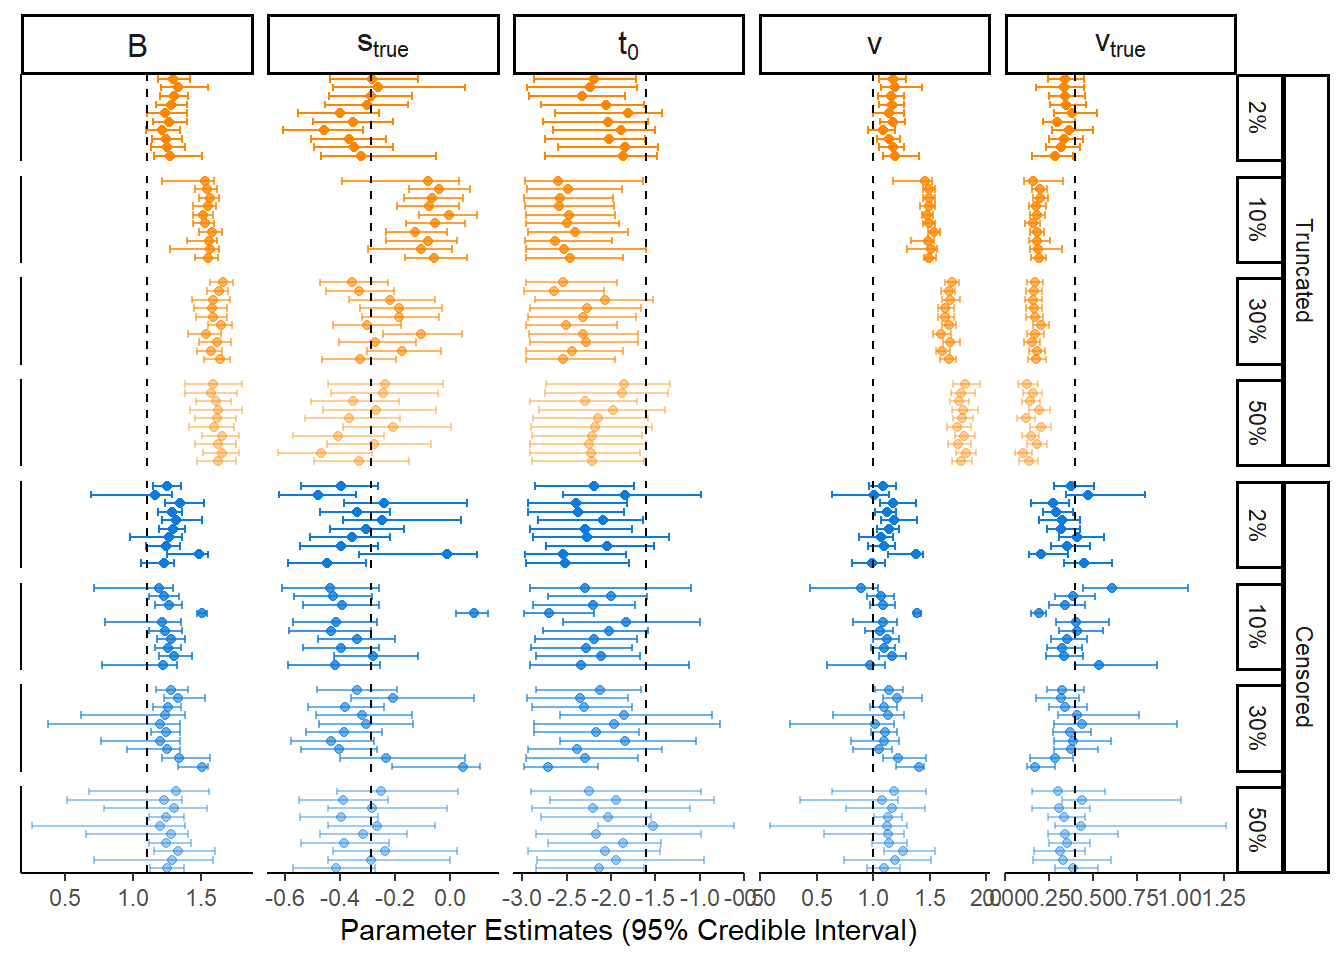 B
s_true
t_0
v
v_true
2%
10%
30%
50%
Truncated
2%
10%
30%
50%
Censored
0.5 1.0 1.5
-0.6 -0.4 -0.2 0.0
-3.0 -2.5 -2.0 -1.5 -1.0 -0.5
0.0 0.5 1.0 1.5 2.0
0.00 0.25 0.50 0.75 1.00 1.25
Parameter Estimates (95% Credible Interval)